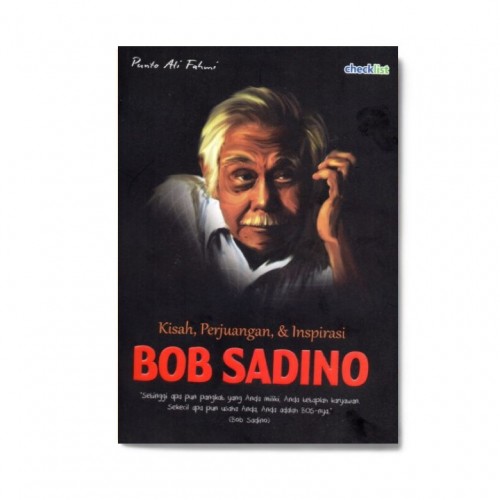 Punto Ali Fahmi
checklist
Kisah, Perjuangan, & Inspirasi
BOB SADINO
"Setinggi apa pun pangkat yang Anda miliki, Anda tetaplah karyawan.
Sekecil apa pun usaha Anda, Anda adalah BOS-nya."
(Bob Sadino)